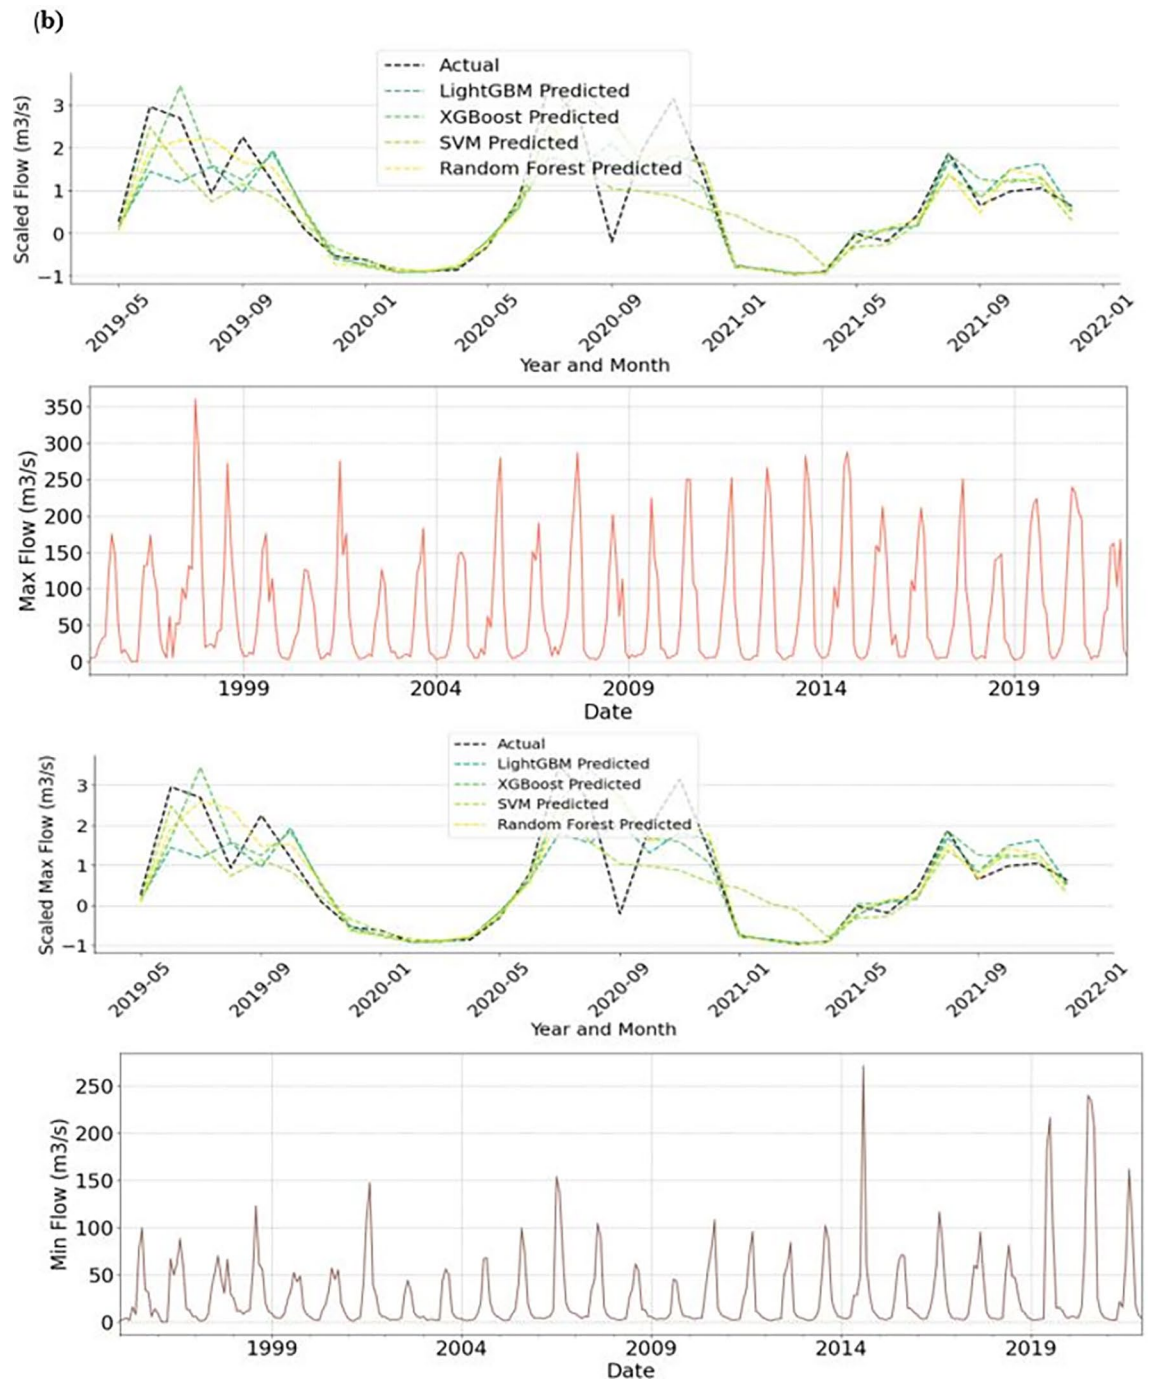 (b)
Actual
LightGBM Predicted
XGBoost Predicted
SVM Predicted
Random Forest Predicted
Scaled Flow (m3/s)
3
2
1
0
−1
2019-05
2019-09
2020-01
2020-05
2020-09
2021-01
2021-05
2021-09
2022-01
Year and Month
Max Flow (m3/s)
350
300
250
200
150
100
50
0
1999
2004
2009
2014
2019
Date
Actual
LightGBM Predicted
XGBoost Predicted
SVM Predicted
Random Forest Predicted
Scaled Max Flow (m3/s)
3
2
1
0
−1
2019-05
2019-09
2020-01
2020-05
2020-09
2021-01
2021-05
2021-09
2022-01
Year and Month
Min Flow (m3/s)
250
200
150
100
50
0
1999
2004
2009
2014
2019
Date